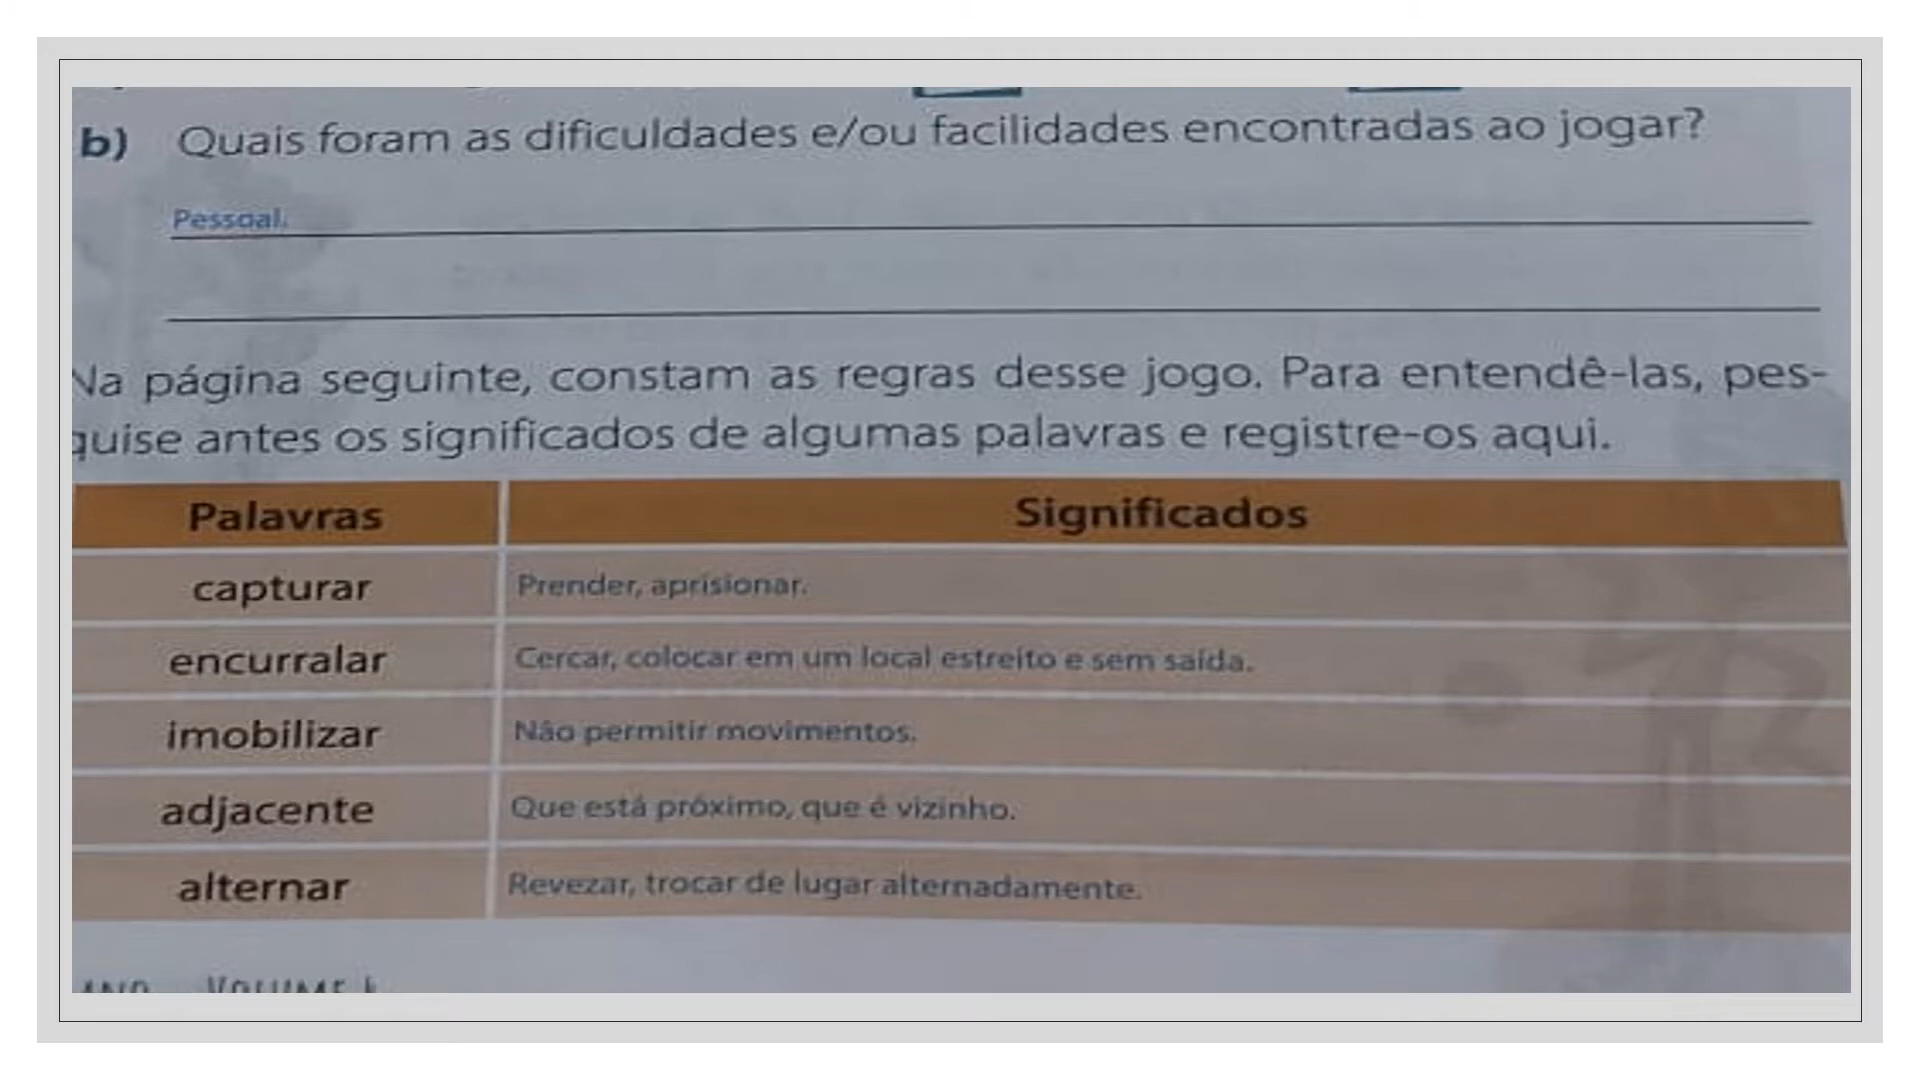 b) Quais foram as dificuldades e/ou facilidades encontradas ao jogar?
Pessoal.
Na página seguinte, constam as regras desse jogo. Para entendê-las, pes-
quise antes os significados de algumas palavras e registre-os aqui.
Palavras Significados
capturar Prender, aprisionar.
encurralar Cercar, colocar em um local estreito e sem saída.
imobilizar Não permitir movimentos.
adjacente Que está próximo, que é vizinho.
alternar Revezar, trocar de lugar alternadamente.
ANO VOLUME